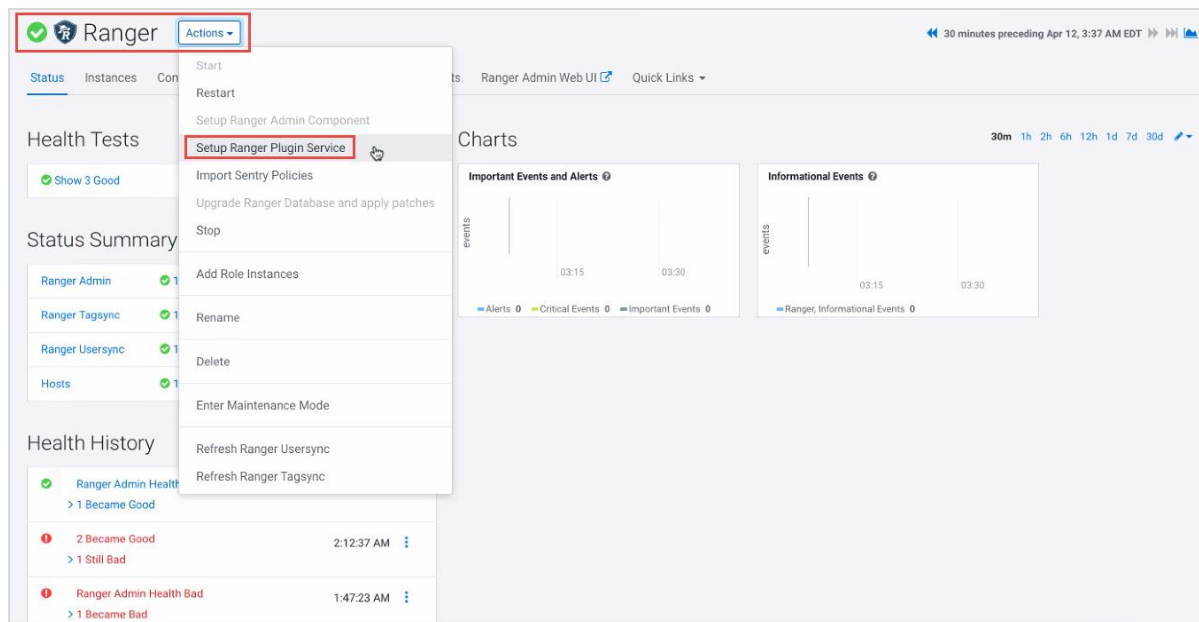 Ranger Actions
30 minutes preceding Apr 12, 3:37 AM EDT
Status Instances Con ts Ranger Admin Web UI Quick Links
Start
Restart
Setup Ranger Admin Component
Setup Ranger Plugin Service
Import Sentry Policies
Upgrade Ranger Database and apply patches
Stop
Add Role Instances
Rename
Delete
Enter Maintenance Mode
Refresh Ranger Usersync
Refresh Ranger Tagsync
Health Tests
Show 3 Good
Status Summary
Ranger Admin 1
Ranger Tagsync 1
Ranger Usersync 1
Hosts 1
Health History
Ranger Admin Health
> 1 Became Good
2 Became Good 2:12:37 AM
> 1 Still Bad
Ranger Admin Health Bad 1:47:23 AM
> 1 Became Bad
Charts
30m 1h 2h 6h 12h 1d 7d 30d
Important Events and Alerts
events
03:15 03:30
Alerts 0 Critical Events 0 Important Events 0
Informational Events
events
03:15 03:30
Ranger, Informational Events 0